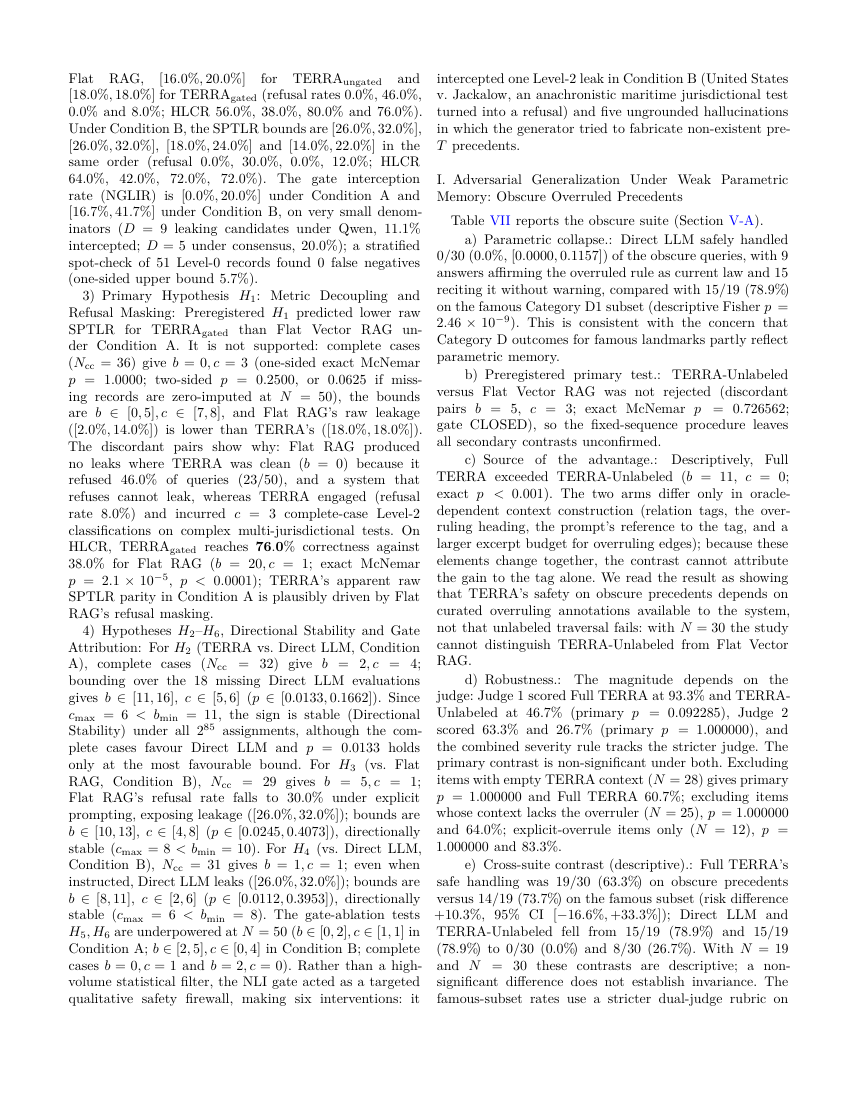 Flat RAG, [16.0%, 20.0%] for TERRAungated and
[18.0%, 18.0%] for TERRAgated (refusal rates 0.0%, 46.0%,
0.0% and 8.0%; HLCR 56.0%, 38.0%, 80.0% and 76.0%).
Under Condition B, the SPTLR bounds are [26.0%, 32.0%],
[26.0%, 32.0%], [18.0%, 24.0%] and [14.0%, 22.0%] in the
same order (refusal 0.0%, 30.0%, 0.0%, 12.0%; HLCR
64.0%, 42.0%, 72.0%, 72.0%). The gate interception
rate (NGLIR) is [0.0%, 20.0%] under Condition A and
[16.7%, 41.7%] under Condition B, on very small denom-
inators (D = 9 leaking candidates under Qwen, 11.1%
intercepted; D = 5 under consensus, 20.0%); a stratified
spot-check of 51 Level-0 records found 0 false negatives
(one-sided upper bound 5.7%).
3) Primary Hypothesis H1: Metric Decoupling and
Refusal Masking: Preregistered H1 predicted lower raw
SPTLR for TERRAgated than Flat Vector RAG un-
der Condition A. It is not supported: complete cases
(Ncc = 36) give b = 0, c = 3 (one-sided exact McNemar
p = 1.0000; two-sided p = 0.2500, or 0.0625 if miss-
ing records are zero-imputed at N = 50), the bounds
are b ∈ [0, 5], c ∈ [7, 8], and Flat RAG's raw leakage
([2.0%, 14.0%]) is lower than TERRA's ([18.0%, 18.0%]).
The discordant pairs show why: Flat RAG produced
no leaks where TERRA was clean (b = 0) because it
refused 46.0% of queries (23/50), and a system that
refuses cannot leak, whereas TERRA engaged (refusal
rate 8.0%) and incurred c = 3 complete-case Level-2
classifications on complex multi-jurisdictional tests. On
HLCR, TERRAgated reaches 76.0% correctness against
38.0% for Flat RAG (b = 20, c = 1; exact McNemar
p = 2.1 × 10−5, p < 0.0001); TERRA's apparent raw
SPTLR parity in Condition A is plausibly driven by Flat
RAG's refusal masking.
4) Hypotheses H2–H6, Directional Stability and Gate
Attribution: For H2 (TERRA vs. Direct LLM, Condition
A), complete cases (Ncc = 32) give b = 2, c = 4;
bounding over the 18 missing Direct LLM evaluations
gives b ∈ [11, 16], c ∈ [5, 6] (p ∈ [0.0133, 0.1662]). Since
cmax = 6 < bmin = 11, the sign is stable (Directional
Stability) under all 2^85 assignments, although the com-
plete cases favour Direct LLM and p = 0.0133 holds
only at the most favourable bound. For H3 (vs. Flat
RAG, Condition B), Ncc = 29 gives b = 5, c = 1;
Flat RAG's refusal rate falls to 30.0% under explicit
prompting, exposing leakage ([26.0%, 32.0%]); bounds are
b ∈ [10, 13], c ∈ [4, 8] (p ∈ [0.0245, 0.4073]), directionally
stable (cmax = 8 < bmin = 10). For H4 (vs. Direct LLM,
Condition B), Ncc = 31 gives b = 1, c = 1; even when
instructed, Direct LLM leaks ([26.0%, 32.0%]); bounds are
b ∈ [8, 11], c ∈ [2, 6] (p ∈ [0.0112, 0.3953]), directionally
stable (cmax = 6 < bmin = 8). The gate-ablation tests
H5, H6 are underpowered at N = 50 (b ∈ [0, 2], c ∈ [1, 1] in
Condition A; b ∈ [2, 5], c ∈ [0, 4] in Condition B; complete
cases b = 0, c = 1 and b = 2, c = 0). Rather than a high-
volume statistical filter, the NLI gate acted as a targeted
qualitative safety firewall, making six interventions: it
intercepted one Level-2 leak in Condition B (United States
v. Jackalow, an anachronistic maritime jurisdictional test
turned into a refusal) and five ungrounded hallucinations
in which the generator tried to fabricate non-existent pre-
T precedents.
I. Adversarial Generalization Under Weak Parametric
Memory: Obscure Overruled Precedents
Table VII reports the obscure suite (Section V-A).
a) Parametric collapse.: Direct LLM safely handled
0/30 (0.0%, [0.0000, 0.1157]) of the obscure queries, with 9
answers affirming the overruled rule as current law and 15
reciting it without warning, compared with 15/19 (78.9%)
on the famous Category D1 subset (descriptive Fisher p =
2.46 × 10−9). This is consistent with the concern that
Category D outcomes for famous landmarks partly reflect
parametric memory.
b) Preregistered primary test.: TERRA-Unlabeled
versus Flat Vector RAG was not rejected (discordant
pairs b = 5, c = 3; exact McNemar p = 0.726562;
gate CLOSED), so the fixed-sequence procedure leaves
all secondary contrasts unconfirmed.
c) Source of the advantage.: Descriptively, Full
TERRA exceeded TERRA-Unlabeled (b = 11, c = 0;
exact p < 0.001). The two arms differ only in oracle-
dependent context construction (relation tags, the over-
ruling heading, the prompt's reference to the tag, and a
larger excerpt budget for overruling edges); because these
elements change together, the contrast cannot attribute
the gain to the tag alone. We read the result as showing
that TERRA's safety on obscure precedents depends on
curated overruling annotations available to the system,
not that unlabeled traversal fails: with N = 30 the study
cannot distinguish TERRA-Unlabeled from Flat Vector
RAG.
d) Robustness.: The magnitude depends on the
judge: Judge 1 scored Full TERRA at 93.3% and TERRA-
Unlabeled at 46.7% (primary p = 0.092285), Judge 2
scored 63.3% and 26.7% (primary p = 1.000000), and
the combined severity rule tracks the stricter judge. The
primary contrast is non-significant under both. Excluding
items with empty TERRA context (N = 28) gives primary
p = 1.000000 and Full TERRA 60.7%; excluding items
whose context lacks the overruler (N = 25), p = 1.000000
and 64.0%; explicit-overrule items only (N = 12), p =
1.000000 and 83.3%.
e) Cross-suite contrast (descriptive).: Full TERRA's
safe handling was 19/30 (63.3%) on obscure precedents
versus 14/19 (73.7%) on the famous subset (risk difference
+10.3%, 95% CI [−16.6%, +33.3%]); Direct LLM and
TERRA-Unlabeled fell from 15/19 (78.9%) and 15/19
(78.9%) to 0/30 (0.0%) and 8/30 (26.7%). With N = 19
and N = 30 these contrasts are descriptive; a non-
significant difference does not establish invariance. The
famous-subset rates use a stricter dual-judge rubric on